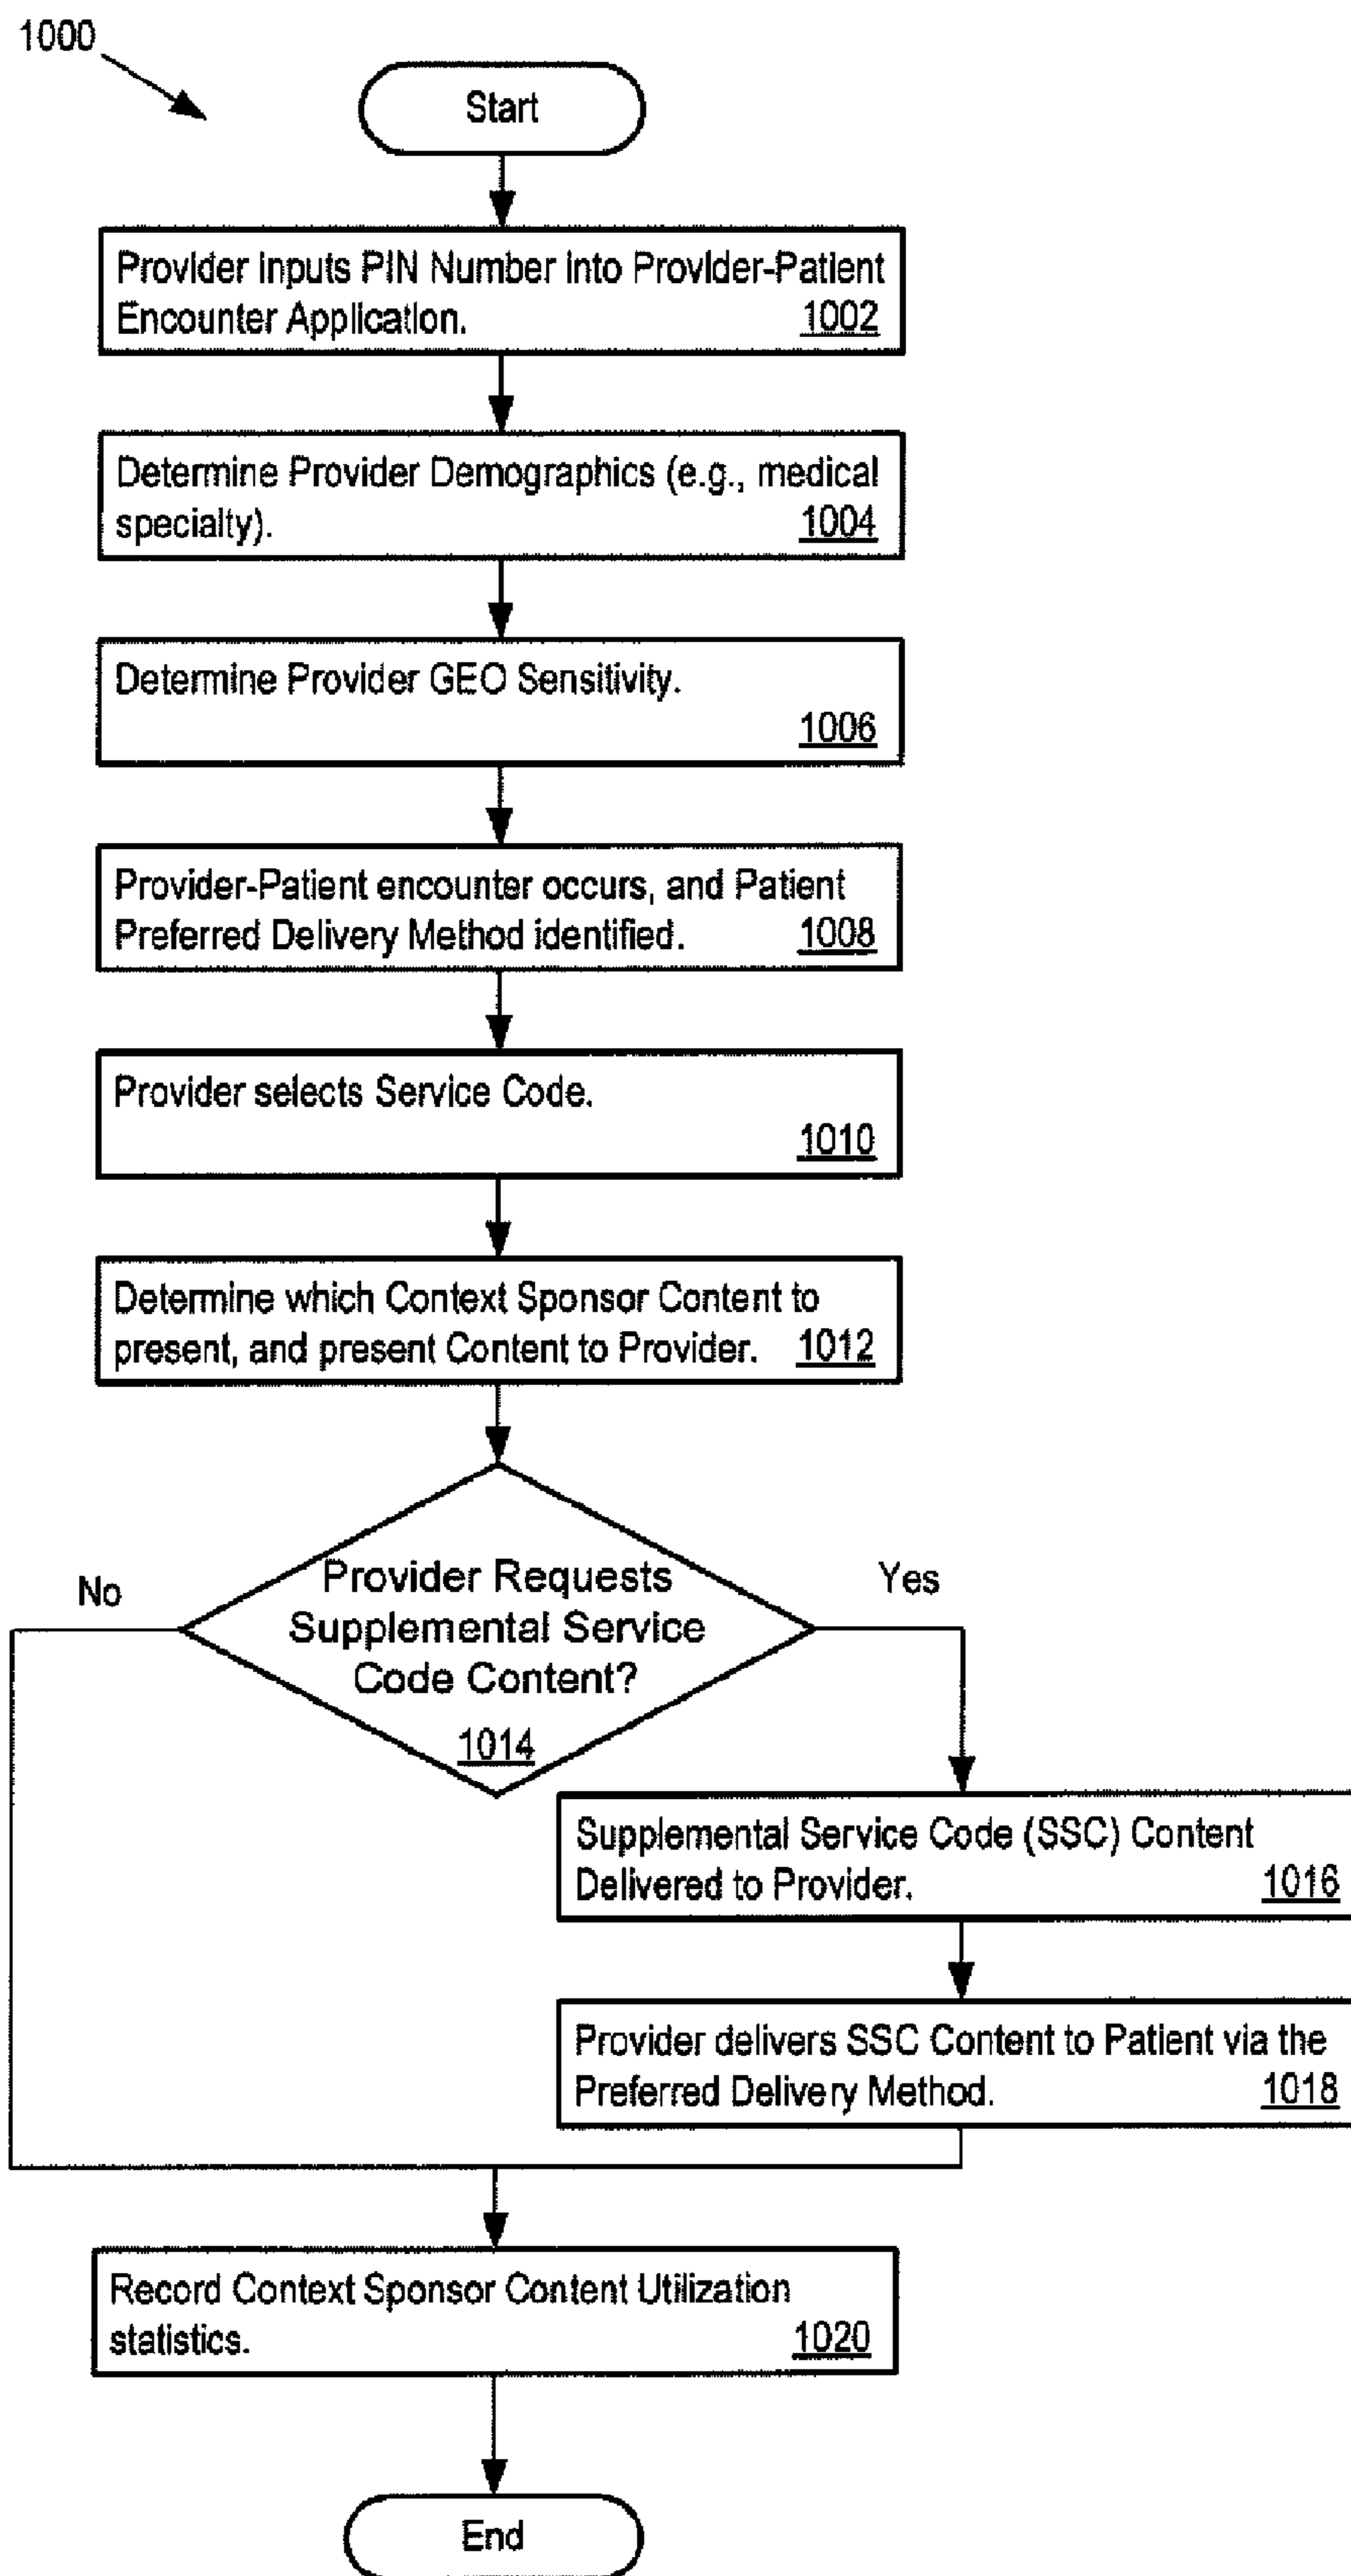 1000
Start
Provider inputs PIN Number into Provider-Patient
Encounter Application. 1002
Determine Provider Demographics (e.g., medical
specialty). 1004
Determine Provider GEO Sensitivity.
1006
Provider-Patient encounter occurs, and Patient
Preferred Delivery Method identified. 1008
Provider selects Service Code.
1010
Determine which Context Sponsor Content to
present, and present Content to Provider. 1012
No
Yes
Provider Requests
Supplemental Service
Code Content?
1014
Supplemental Service Code (SSC) Content
Delivered to Provider. 1016
Provider delivers SSC Content to Patient via the
Preferred Delivery Method. 1018
Record Context Sponsor Content Utilization
statistics. 1020
End